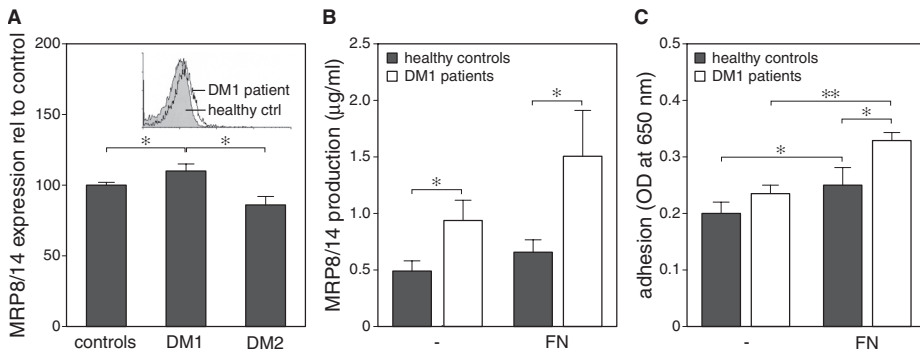 A
MRP8/14 expression rel to control
200
150
100
50
0
DM1 patient
healthy ctrl
*
*
controls DM1 DM2
B
MRP8/14 production (µg/ml)
2.5
2.0
1.5
1.0
0.5
0
healthy controls
DM1 patients
*
*
- FN
C
adhesion (OD at 650 nm)
0.5
0.4
0.3
0.2
0.1
0
healthy controls
DM1 patients
**
*
*
- FN